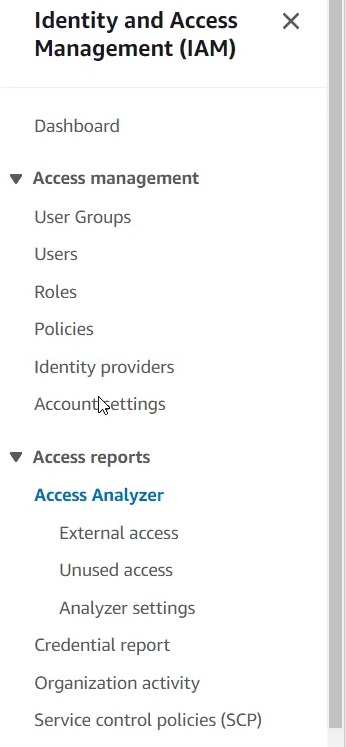 Identity and Access
Management (IAM)
Dashboard
Access management
User Groups
Users
Roles
Policies
Identity providers
Account settings
Access reports
Access Analyzer
External access
Unused access
Analyzer settings
Credential report
Organization activity
Service control policies (SCP)